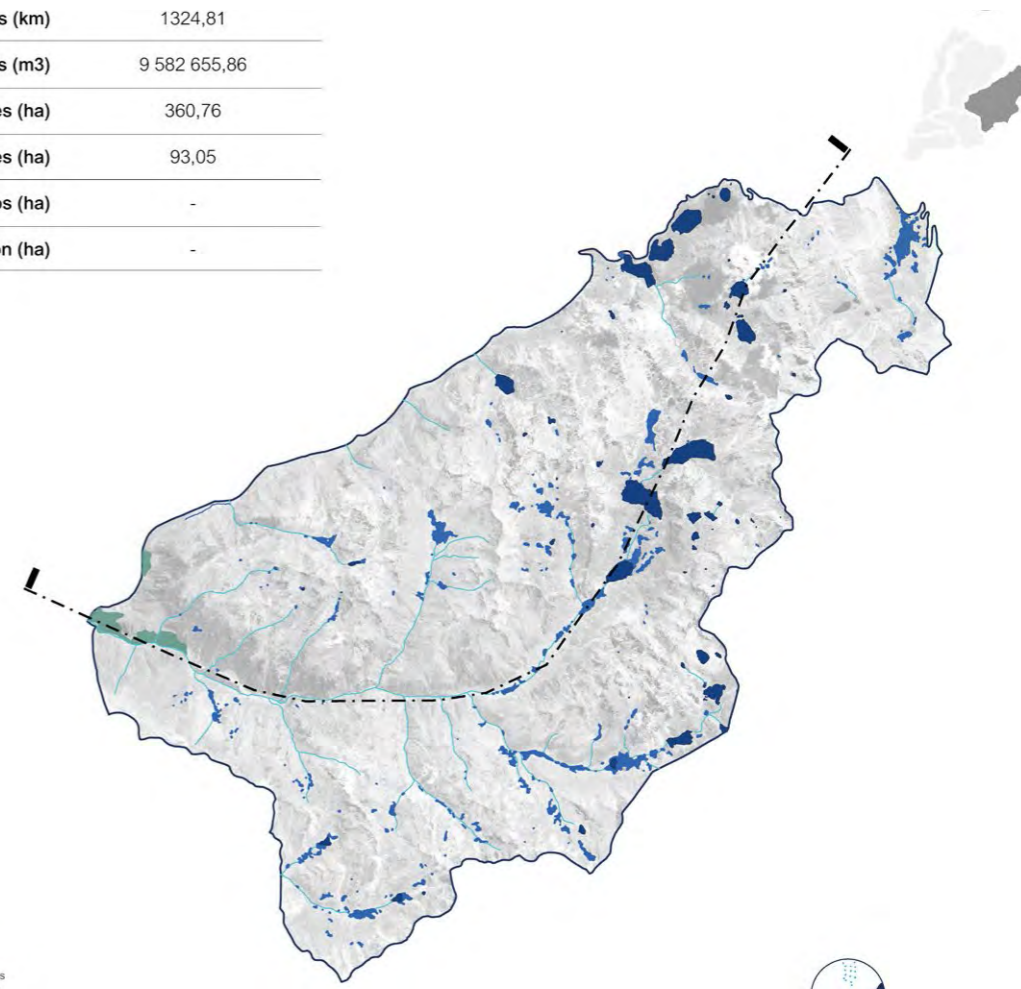 s (km) 1324,81
s (m3) 9 582 655,86
es (ha) 360,76
es (ha) 93,05
os (ha) -
on (ha) -
s